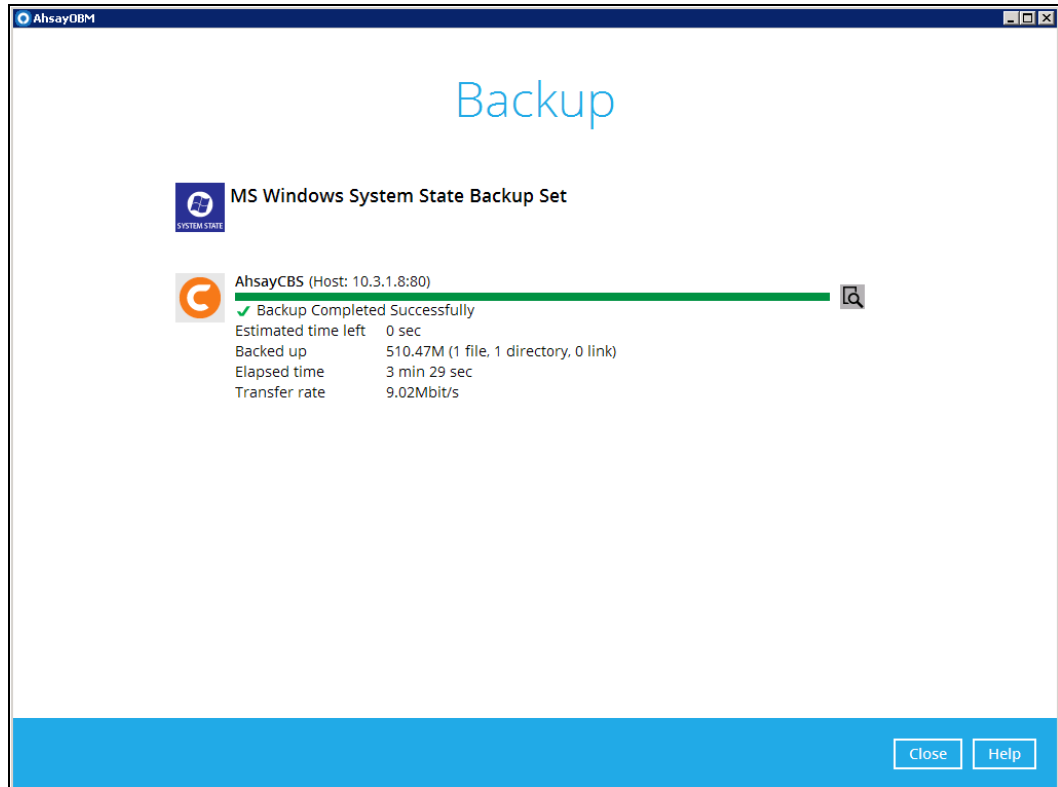 AhsayOBM
Backup
MS Windows System State Backup Set
SYSTEM STATE
AhsayCBS (Host: 10.3.1.8:80)
Backup Completed Successfully
Estimated time left 0 sec
Backed up 510.47M (1 file, 1 directory, 0 link)
Elapsed time 3 min 29 sec
Transfer rate 9.02Mbit/s
Close Help